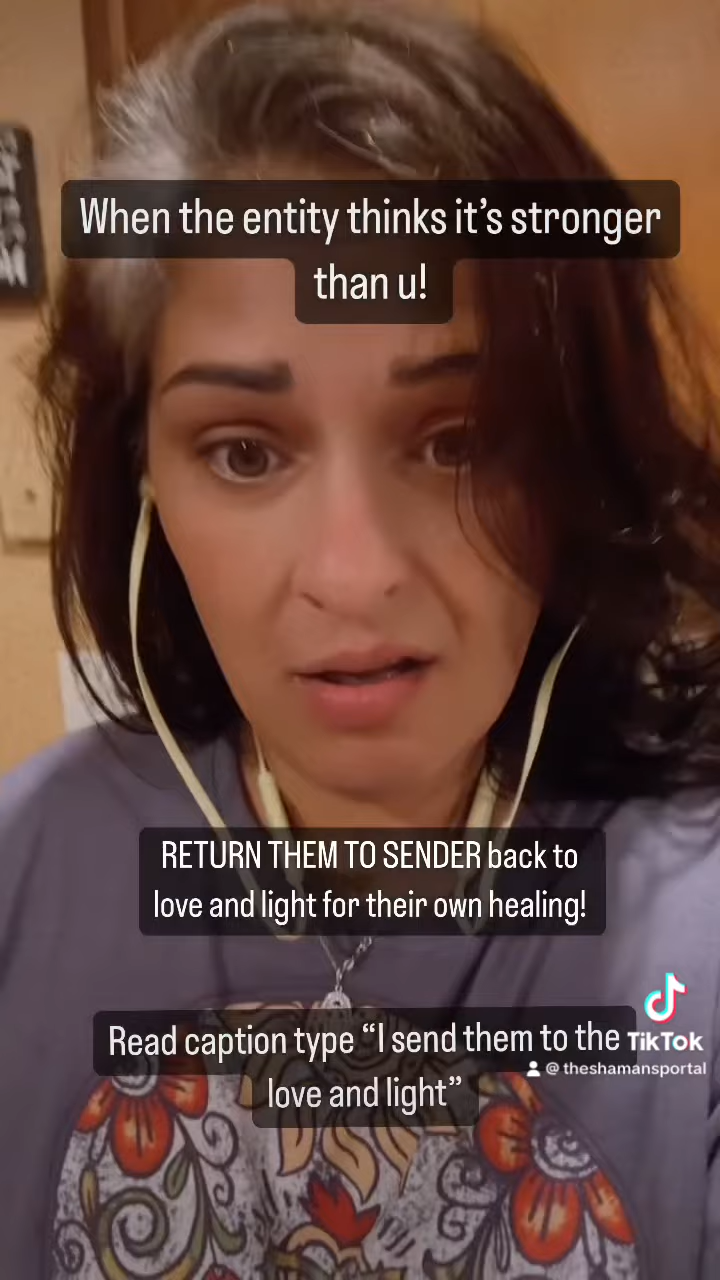 When the entity thinks it’s stronger
than u!
RETURN THEM TO SENDER back to
love and light for their own healing!
Read caption type “I send them to the
love and light”
TikTok
@ theshamansportal